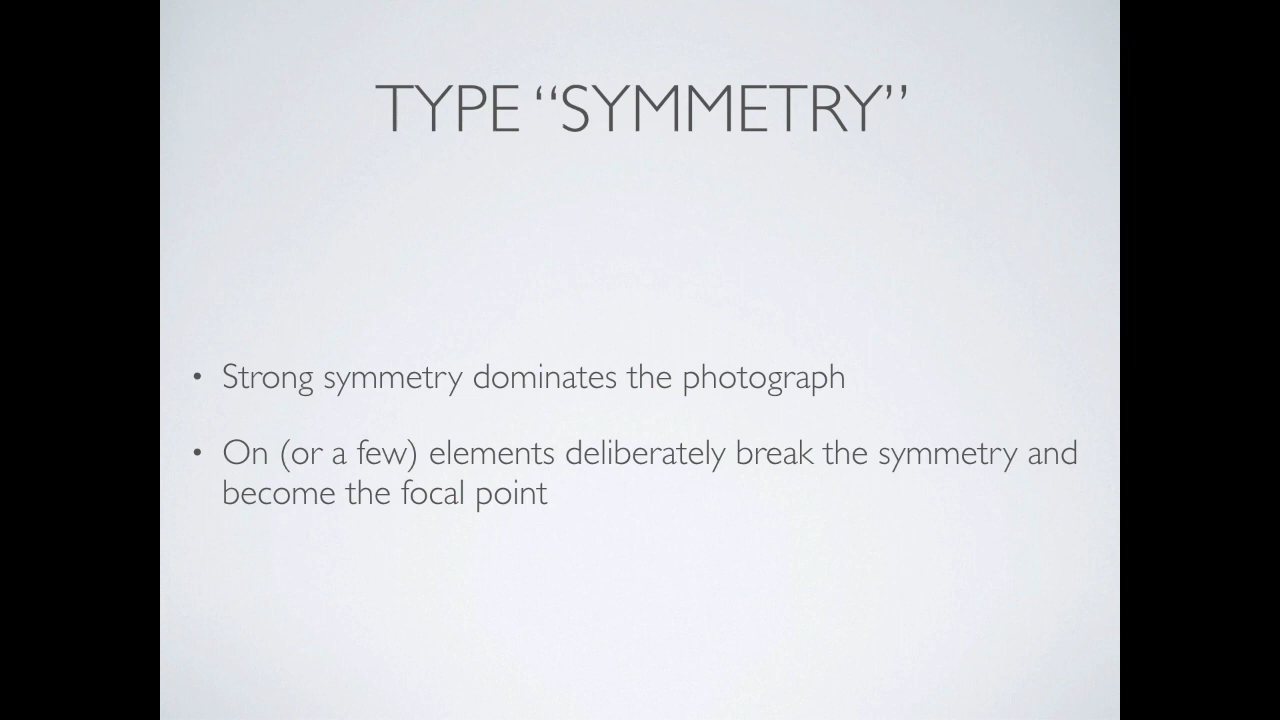 TYPE “SYMMETRY”
• Strong symmetry dominates the photograph
• On (or a few) elements deliberately break the symmetry and
become the focal point